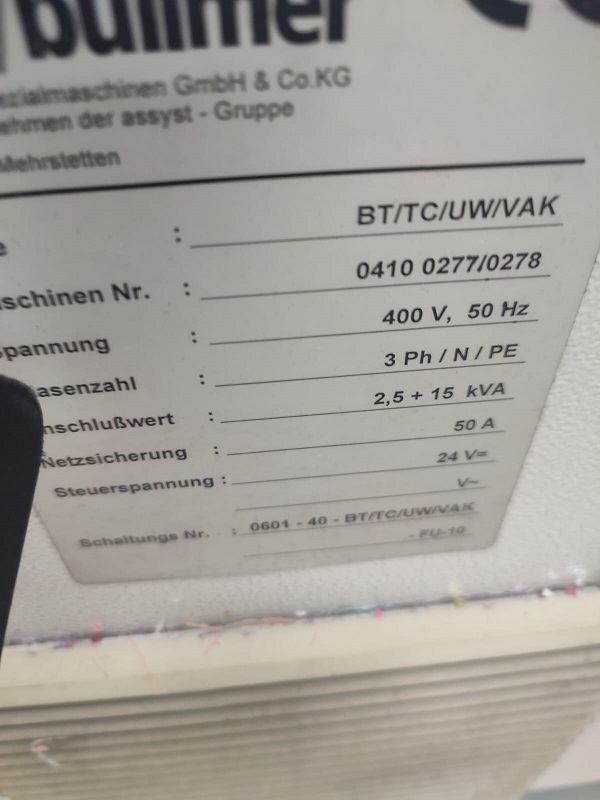 bullmer CE
ezialmaschinen GmbH & Co.KG
ehmen der assyst - Gruppe
Mehrstetten
e : BT/TC/UW/VAK
schinen Nr. : 0410 0277/0278
pannung : 400 V, 50 Hz
asenzahl : 3 Ph / N / PE
nschlußwert : 2,5 + 15 kVA
Netzsicherung : 50 A
Steuerspannung : 24 V=
V~
Schaltungs Nr. : 0601 - 40 - BT/TC/UW/VAK
- FU-10